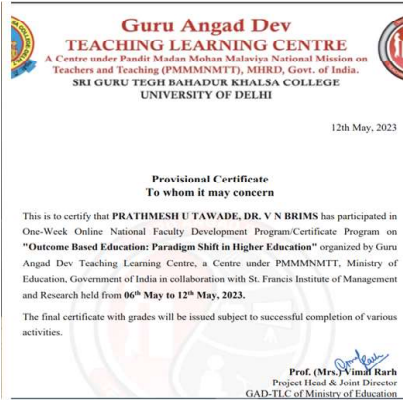 Guru Angad Dev
TEACHING LEARNING CENTRE
A Centre under Pandit Madan Mohan Malaviya National Mission on
Teachers and Teaching (PMMMNMTT), MHRD, Govt. of India.
SRI GURU TEGH BAHADUR KHALSA COLLEGE
UNIVERSITY OF DELHI
12th May, 2023
Provisional Certificate
To whom it may concern
This is to certify that PRATHMESH U TAWADE, DR. V N BRIMS has participated in
One-Week Online National Faculty Development Program/Certificate Program on
"Outcome Based Education: Paradigm Shift in Higher Education" organized by Guru
Angad Dev Teaching Learning Centre, a Centre under PMMMNMTT, Ministry of
Education, Government of India in collaboration with St. Francis Institute of Management
and Research held from 06th May to 12th May, 2023.
The final certificate with grades will be issued subject to successful completion of various
activities.
Prof. (Mrs.) Vimal Rarh
Project Head & Joint Director
GAD-TLC of Ministry of Education